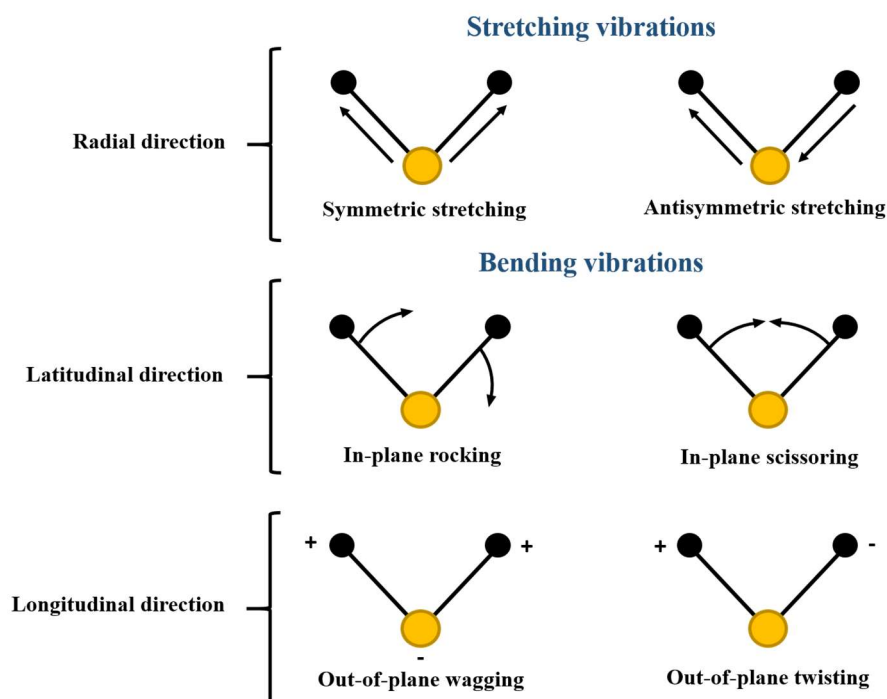 Stretching vibrations
Radial direction
Symmetric stretching
Antisymmetric stretching
Bending vibrations
Latitudinal direction
In-plane rocking
In-plane scissoring
+
+
+
-
Longitudinal direction
-
Out-of-plane wagging
Out-of-plane twisting